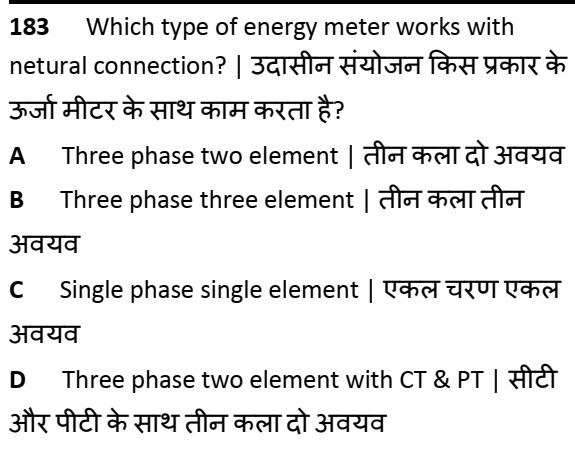 183 Which type of energy meter works with
netural connection? | उदासीन संयोजन किस प्रकार के
ऊर्जा मीटर के साथ काम करता है?
A Three phase two element | तीन कला दो अवयव
B Three phase three element | तीन कला तीन
अवयव
C Single phase single element | एकल चरण एकल
अवयव
D Three phase two element with CT & PT | सीटी
और पीटी के साथ तीन कला दो अवयव